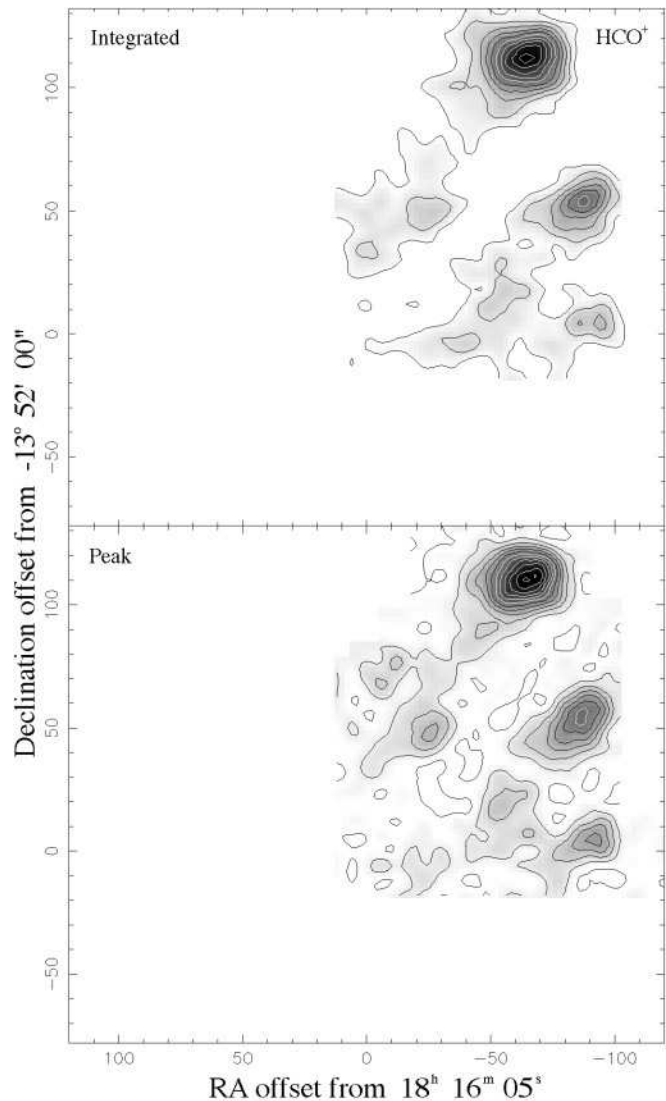 Integrated
HCO⁺
100
50
0
−50
Peak
100
50
0
−50
Declination offset from -13° 52' 00"
100 50 0 −50 −100
RA offset from 18ʰ 16ᵐ 05ˢ